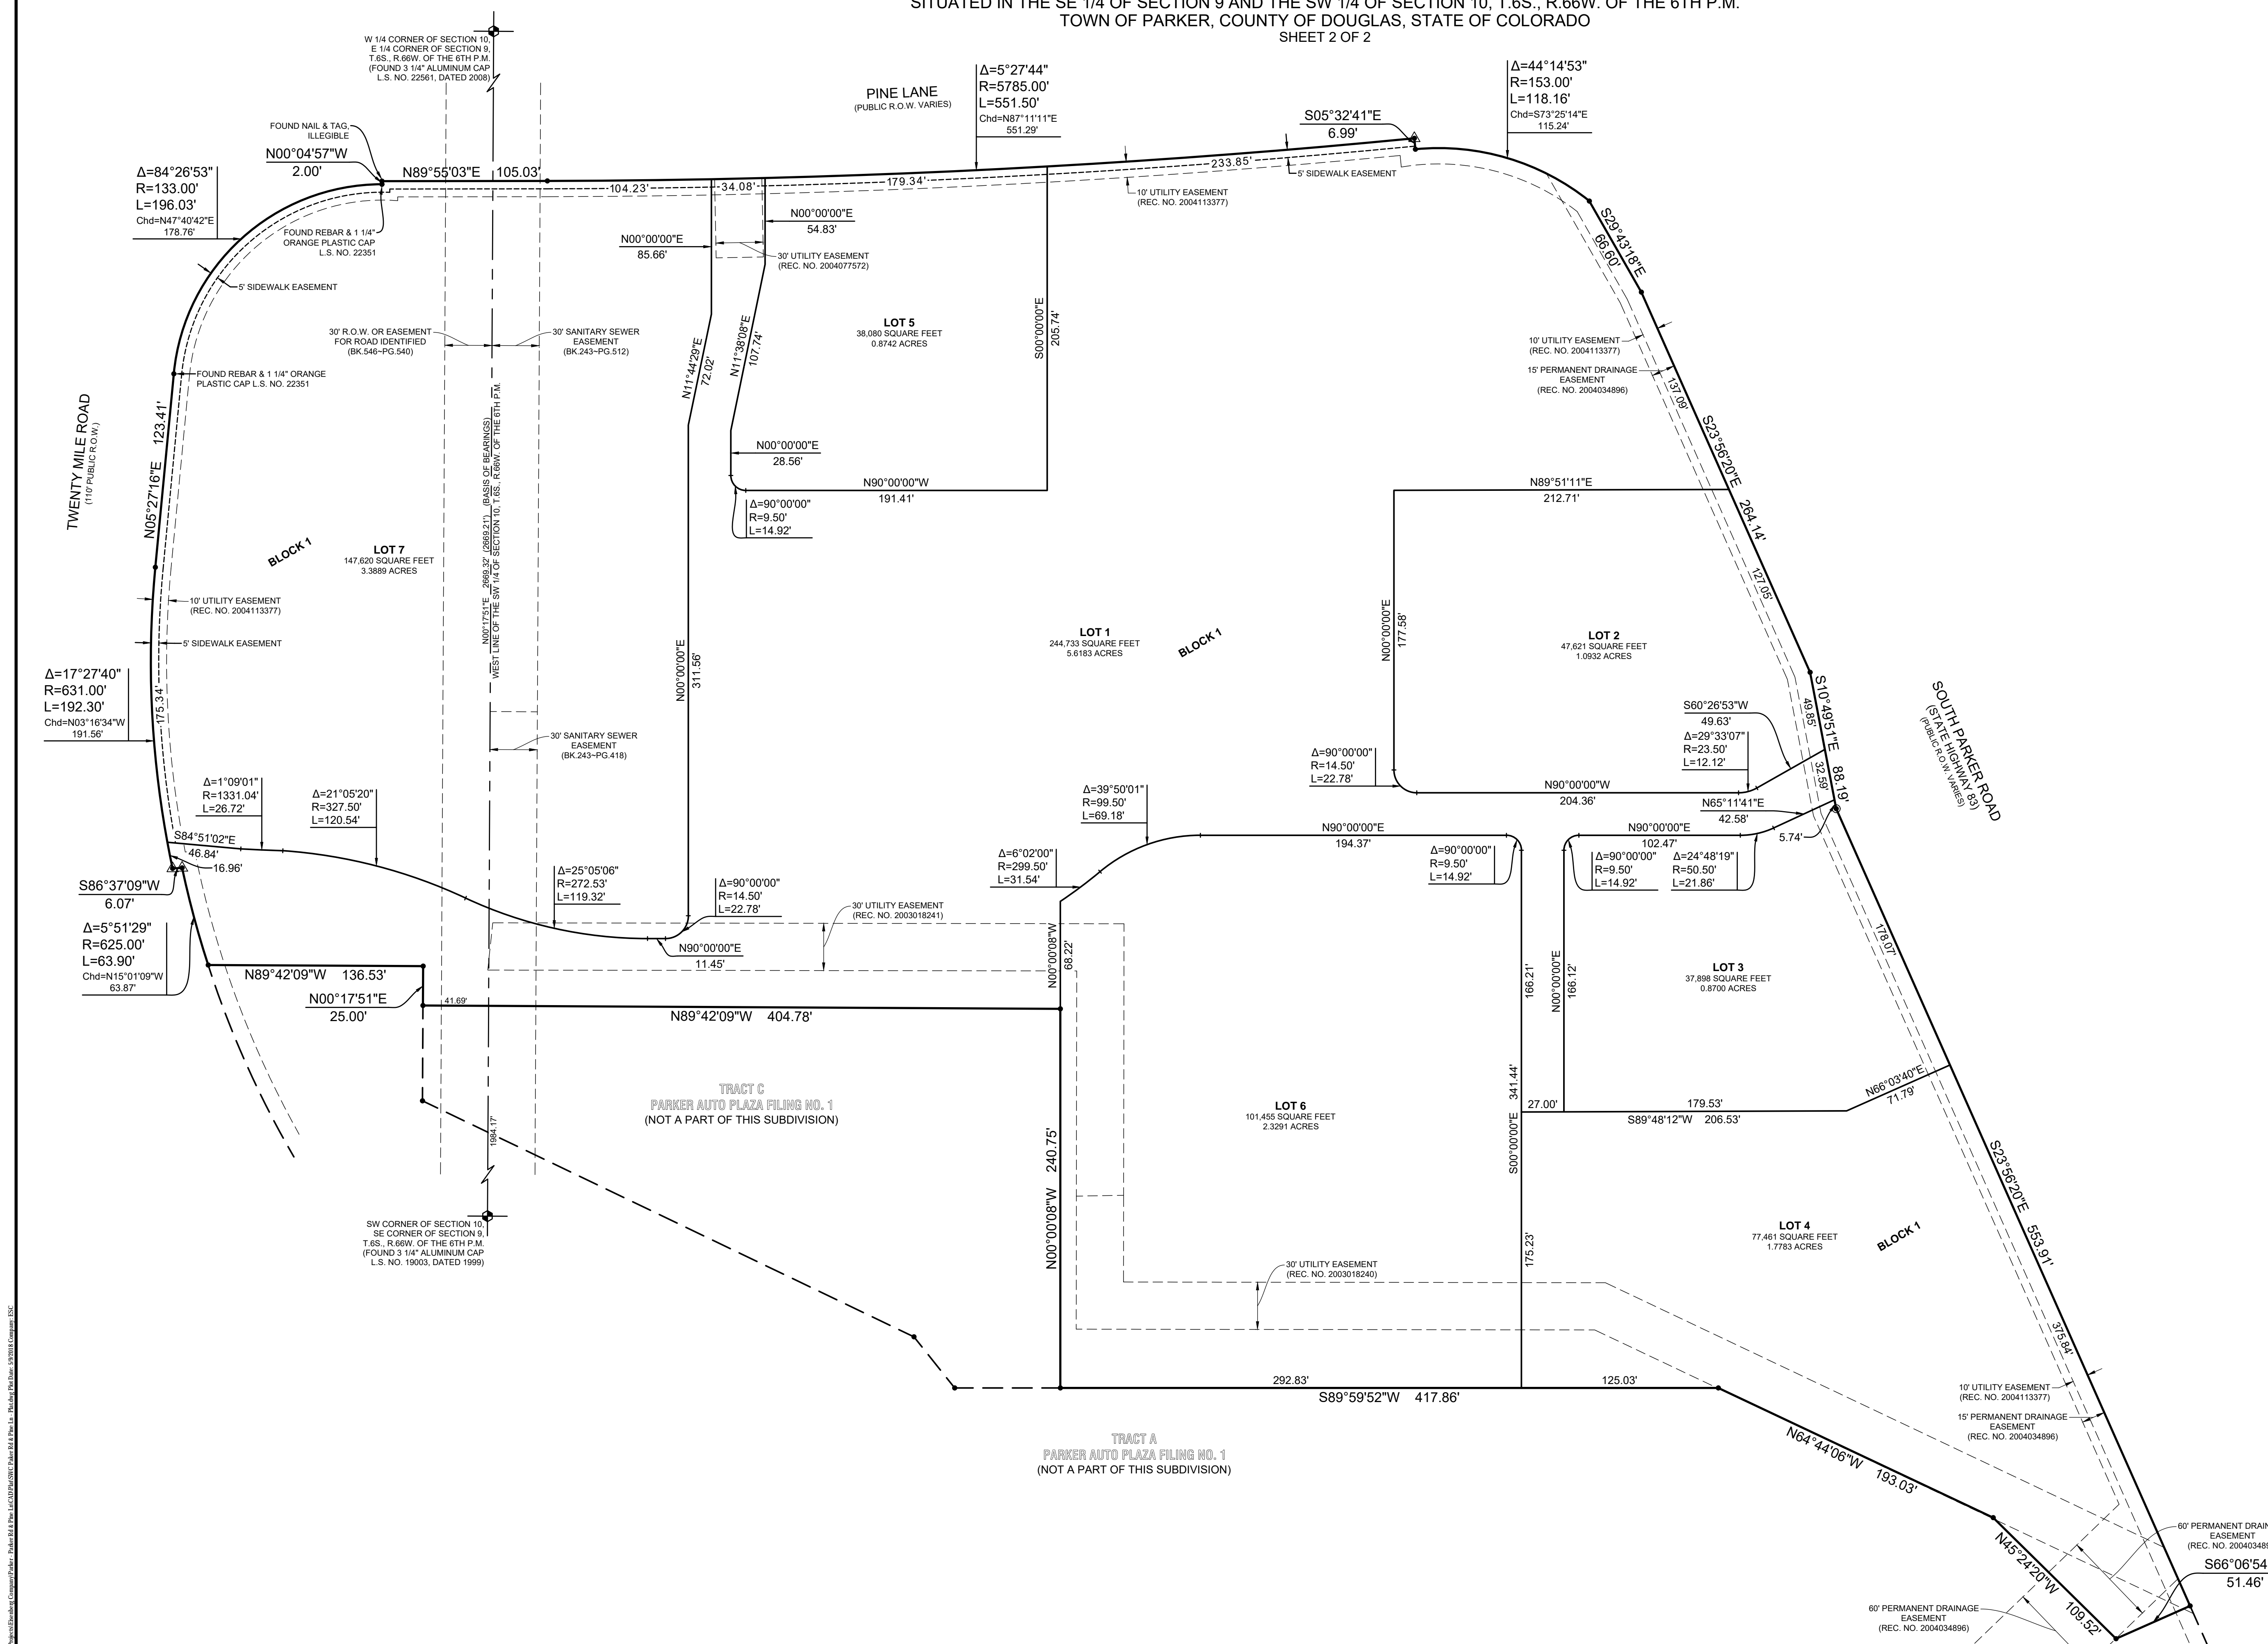 SITUATED IN THE SE 1/4 OF SECTION 9 AND THE SW 1/4 OF SECTION 10, T.6S., R.66W. OF THE 6TH P.M.
TOWN OF PARKER, COUNTY OF DOUGLAS, STATE OF COLORADO
SHEET 2 OF 2
W 1/4 CORNER OF SECTION 10,
E 1/4 CORNER OF SECTION 9,
T.6S., R.66W. OF THE 6TH P.M.
(FOUND 3 1/4" ALUMINUM CAP
L.S. NO. 22561, DATED 2008)
PINE LANE
(PUBLIC R.O.W. VARIES)
Δ=5°27'44"
R=5785.00'
L=551.50'
Chd=N87°11'11"E
551.29'
S05°32'41"E
6.99'
Δ=44°14'53"
R=153.00'
L=118.16'
Chd=S73°25'14"E
115.24'
FOUND NAIL & TAG,
ILLEGIBLE
N00°04'57"W
2.00'
N89°55'03"E 105.03'
Δ=84°26'53"
R=133.00'
L=196.03'
Chd=N47°40'42"E
178.76'
104.23'
34.08'
179.34'
233.85'
5' SIDEWALK EASEMENT
10' UTILITY EASEMENT
(REC. NO. 2004113377)
FOUND REBAR & 1 1/4"
ORANGE PLASTIC CAP
L.S. NO. 22351
N00°00'00"E
54.83'
N00°00'00"E
85.66'
30' UTILITY EASEMENT
(REC. NO. 2004077572)
S29°43'18"E
66.60'
5' SIDEWALK EASEMENT
30' R.O.W. OR EASEMENT
FOR ROAD IDENTIFIED
(BK.546~PG.540)
30' SANITARY SEWER
EASEMENT
(BK.243~PG.512)
LOT 5
38,080 SQUARE FEET
0.8742 ACRES
S00°00'00"E
205.74'
N11°44'29"E
72.02'
N11°38'08"E
107.74'
10' UTILITY EASEMENT
(REC. NO. 2004113377)
15' PERMANENT DRAINAGE
EASEMENT
(REC. NO. 2004034896)
137.09'
S23°56'20"E 264.14'
127.05'
FOUND REBAR & 1 1/4" ORANGE
PLASTIC CAP L.S. NO. 22351
TWENTY MILE ROAD
(110' PUBLIC R.O.W.)
N05°27'16"E 123.41'
N00°00'00"E
28.56'
N90°00'00"W
191.41'
Δ=90°00'00"
R=9.50'
L=14.92'
N89°51'11"E
212.71'
BLOCK 1
LOT 7
147,620 SQUARE FEET
3.3889 ACRES
N00°17'51"E 2669.32' (2669.21') (BASIS OF BEARINGS)
WEST LINE OF THE SW 1/4 OF SECTION 10, T.6S., R.66W. OF THE 6TH P.M.
10' UTILITY EASEMENT
(REC. NO. 2004113377)
5' SIDEWALK EASEMENT
N00°00'00"E
311.56'
LOT 1
244,733 SQUARE FEET
5.6183 ACRES
BLOCK 1
N00°00'00"E
177.58'
LOT 2
47,621 SQUARE FEET
1.0932 ACRES
SOUTH PARKER ROAD
(STATE HIGHWAY 83)
(PUBLIC R.O.W. VARIES)
Δ=17°27'40"
R=631.00'
L=192.30'
Chd=N03°16'34"W
191.56'
175.34'
30' SANITARY SEWER
EASEMENT
(BK.243~PG.418)
S60°26'53"W
49.63'
Δ=29°33'07"
R=23.50'
L=12.12'
49.85'
S10°49'51"E 88.19'
32.59'
Δ=90°00'00"
R=14.50'
L=22.78'
N90°00'00"W
204.36'
N65°11'41"E
42.58'
5.74'
Δ=1°09'01"
R=1331.04'
L=26.72'
Δ=21°05'20"
R=327.50'
L=120.54'
Δ=39°50'01"
R=99.50'
L=69.18'
S84°51'02"E
46.84'
16.96'
N90°00'00"E
194.37'
N90°00'00"E
102.47'
Δ=6°02'00"
R=299.50'
L=31.54'
Δ=90°00'00"
R=9.50'
L=14.92'
Δ=90°00'00"
R=9.50'
L=14.92'
Δ=24°48'19"
R=50.50'
L=21.86'
S86°37'09"W
6.07'
Δ=25°05'06"
R=272.53'
L=119.32'
Δ=90°00'00"
R=14.50'
L=22.78'
30' UTILITY EASEMENT
(REC. NO. 2003018241)
Δ=5°51'29"
R=625.00'
L=63.90'
Chd=N15°01'09"W
63.87'
N90°00'00"E
11.45'
N89°42'09"W 136.53'
N00°17'51"E
25.00'
41.69'
N89°42'09"W 404.78'
N00°00'08"W
68.22'
166.21'
N00°00'00"E
166.12'
LOT 3
37,898 SQUARE FEET
0.8700 ACRES
178.07'
TRACT C
PARKER AUTO PLAZA FILING NO. 1
(NOT A PART OF THIS SUBDIVISION)
1984.17'
LOT 6
101,455 SQUARE FEET
2.3291 ACRES
S00°00'00"E 341.44'
27.00'
179.53'
S89°48'12"W 206.53'
N66°03'40"E
71.79'
N00°00'08"W 240.75'
S23°56'20"E 553.91'
SW CORNER OF SECTION 10,
SE CORNER OF SECTION 9,
T.6S., R.66W. OF THE 6TH P.M.
(FOUND 3 1/4" ALUMINUM CAP
L.S. NO. 19003, DATED 1999)
LOT 4
77,461 SQUARE FEET
1.7783 ACRES
BLOCK 1
175.23'
30' UTILITY EASEMENT
(REC. NO. 2003018240)
375.84'
292.83'
S89°59'52"W 417.86'
125.03'
10' UTILITY EASEMENT
(REC. NO. 2004113377)
15' PERMANENT DRAINAGE
EASEMENT
(REC. NO. 2004034896)
TRACT A
PARKER AUTO PLAZA FILING NO. 1
(NOT A PART OF THIS SUBDIVISION)
N64°44'06"W 193.03'
N45°24'20"W 109.52'
60' PERMANENT DRAIN
EASEMENT
(REC. NO. 20040348
S66°06'54
51.46'
60' PERMANENT DRAINAGE
EASEMENT
(REC. NO. 2004034896)